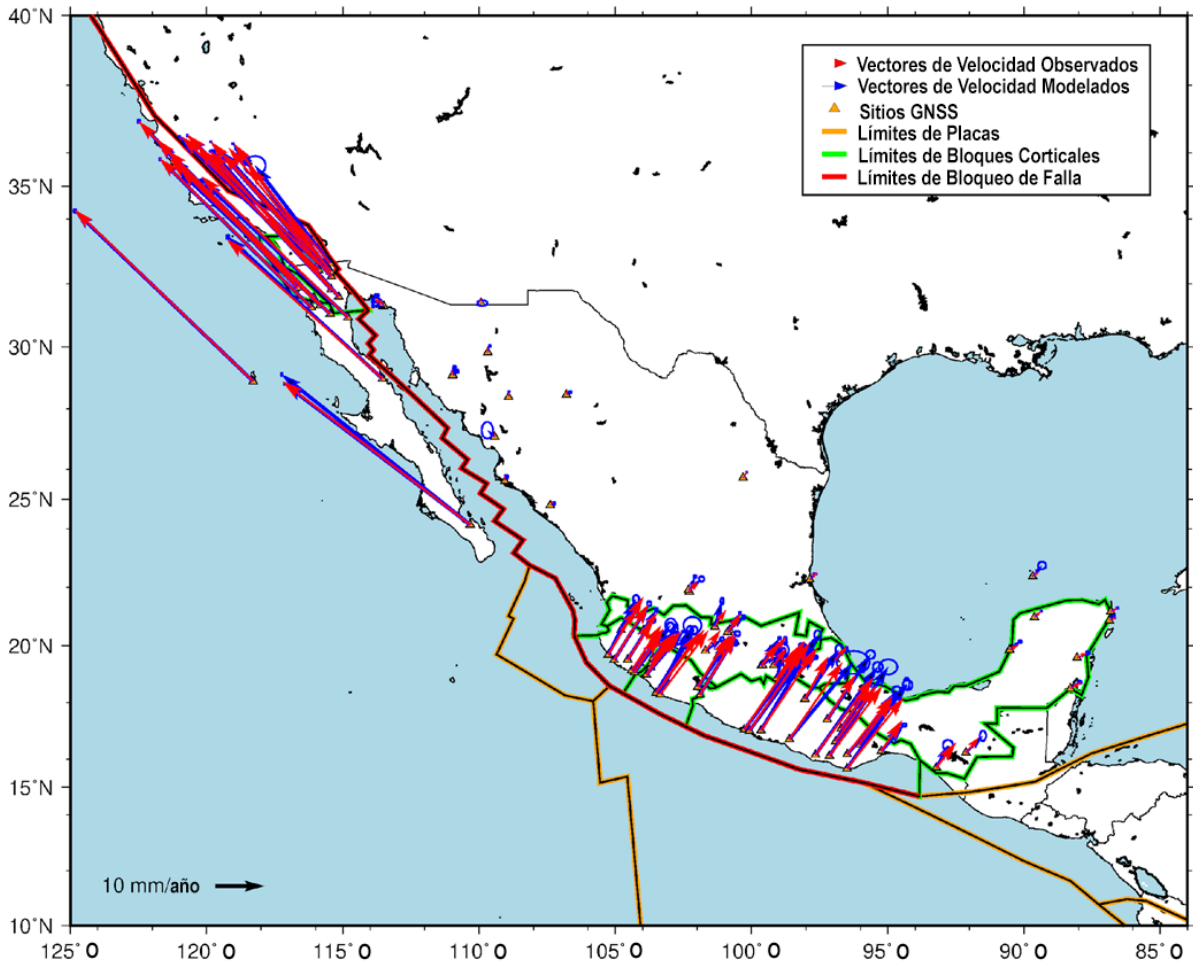 40˚N
35˚N
30˚N
25˚N
20˚N
15˚N
10˚N
Vectores de Velocidad Observados
Vectores de Velocidad Modelados
Sitios GNSS
Límites de Placas
Límites de Bloques Corticales
Límites de Bloqueo de Falla
10 mm/año
125˚O 120˚O 115˚O 110˚O 105˚O 100˚O 95˚O 90˚O 85˚O